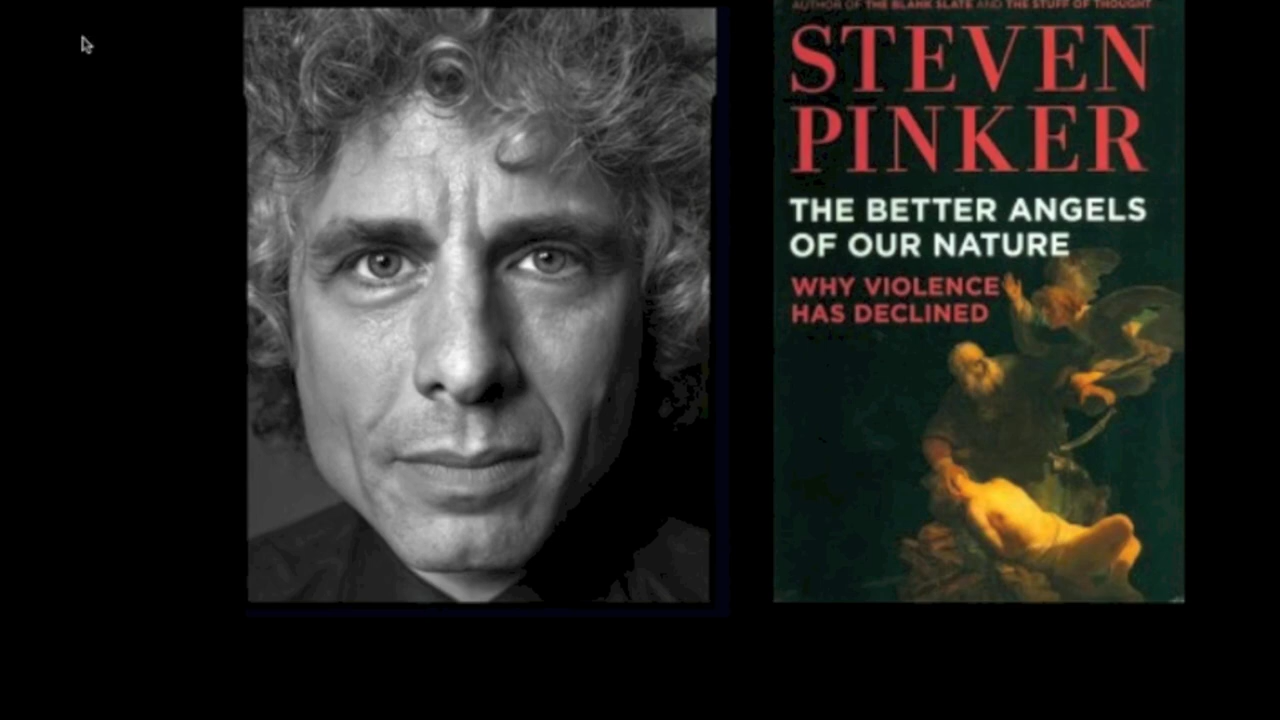 AUTHOR OF THE BLANK SLATE AND THE STUFF OF THOUGHT
STEVEN
PINKER
THE BETTER ANGELS
OF OUR NATURE
WHY VIOLENCE
HAS DECLINED